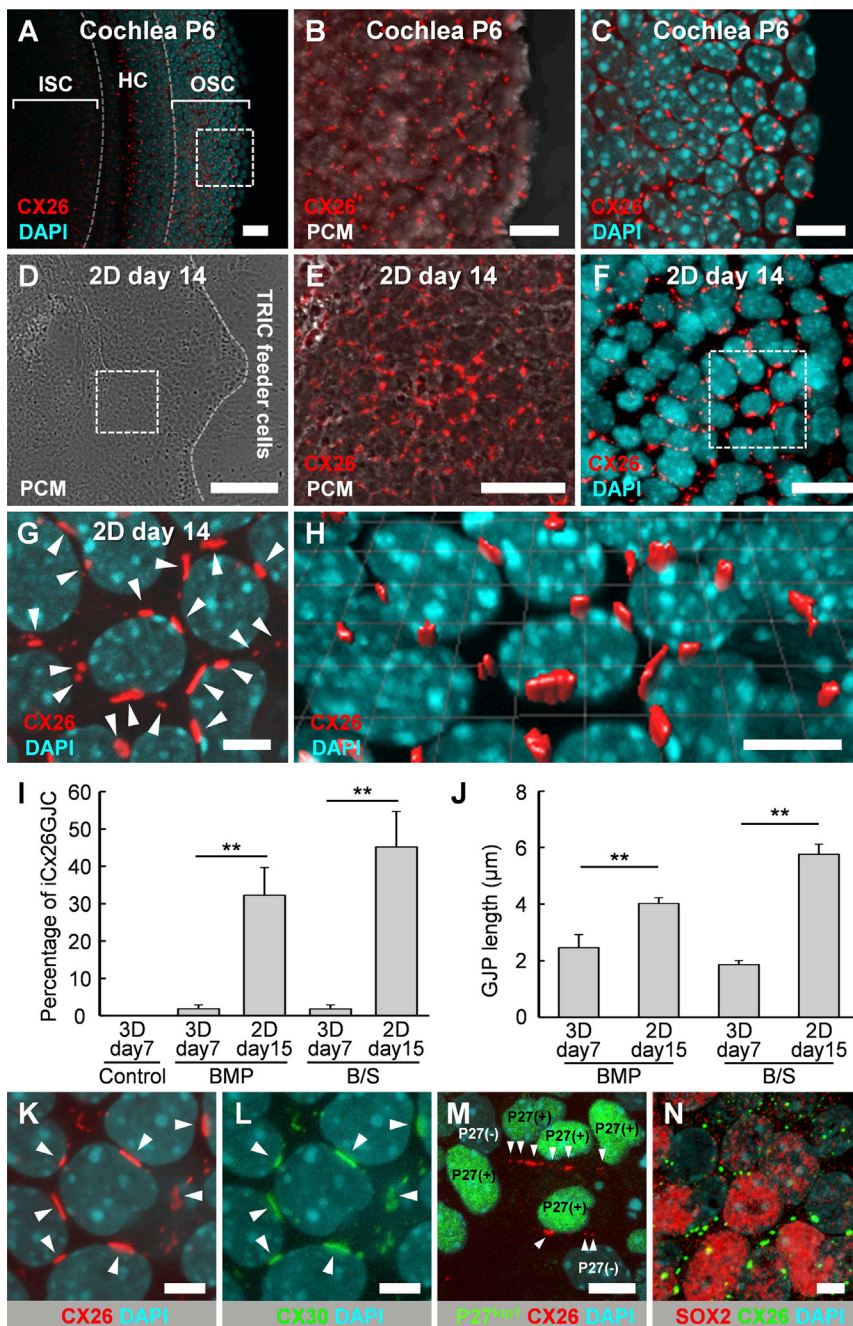 A Cochlea P6
ISC HC OSC
CX26
DAPI
B Cochlea P6
CX26
PCM
C Cochlea P6
CX26
DAPI
D 2D day 14
TRIC feeder cells
PCM
E 2D day 14
CX26
PCM
F 2D day 14
CX26
DAPI
G 2D day 14
CX26
DAPI
H
CX26
DAPI
I
Percentage of iCx26GJC
60
50
40
30
20
10
0
**
**
3D day7
3D day7
2D day15
3D day7
2D day15
Control BMP B/S
J
GJP length (μm)
8
6
4
2
0
**
**
3D day7
2D day15
3D day7
2D day15
BMP B/S
K
CX26 DAPI
L
CX30 DAPI
M
P27(-)
P27(+)
P27(+)
P27(+)
P27(+)
P27(-)
P27kip1 CX26 DAPI
N
SOX2 CX26 DAPI